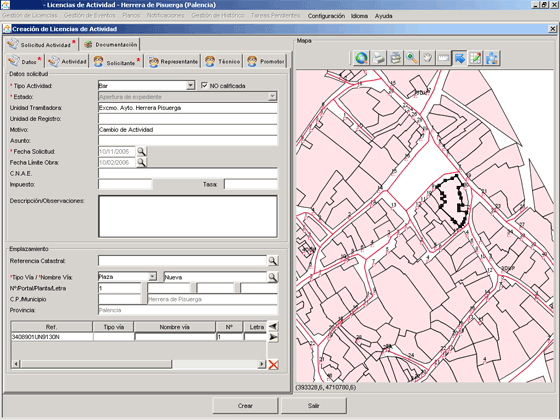 - Licencias de Actividad - Herrera de Pisuerga (Palencia)
Gestión de Licencias Gestión de Eventos Planos Notificaciones Gestión de Histórico Tareas Pendientes Configuración Idioma Ayuda
Creación de Licencias de Actividad
Solicitud Actividad * Documentación
Datos * Actividad Solicitante * Representante Técnico Promotor
Datos solicitud
* Tipo Actividad: Bar NO calificada
* Estado: Apertura de expediente
Unidad Tramitadora: Excmo. Ayto. Herrera Pisuerga
Unidad de Registro:
Motivo: Cambio de Actividad
Asunto:
* Fecha Solicitud: 10/11/2005
Fecha Límite Obra: 10/02/2006
C.N.A.E.
Impuesto: Tasa:
Descripción/Observaciones:
Emplazamiento
Referencia Catastral:
*Tipo Vía / *Nombre Vía: Plaza Nueva
Nº/Portal/Planta/Letra 1
C.P./Municipio Herrera de Pisuerga
Provincia: Palencia
Ref. Tipo vía Nombre vía Nº Letra
3408901UN9130N 1
Mapa
(393328,6, 4710780,6)
Crear Salir